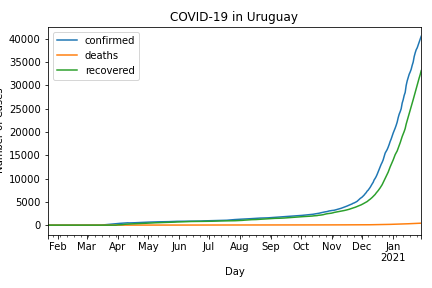 COVID-19 in Uruguay
confirmed
deaths
recovered
40000
35000
30000
25000
20000
15000
10000
5000
0
Feb Mar Apr May Jun Jul Aug Sep Oct Nov Dec Jan
2021
Day